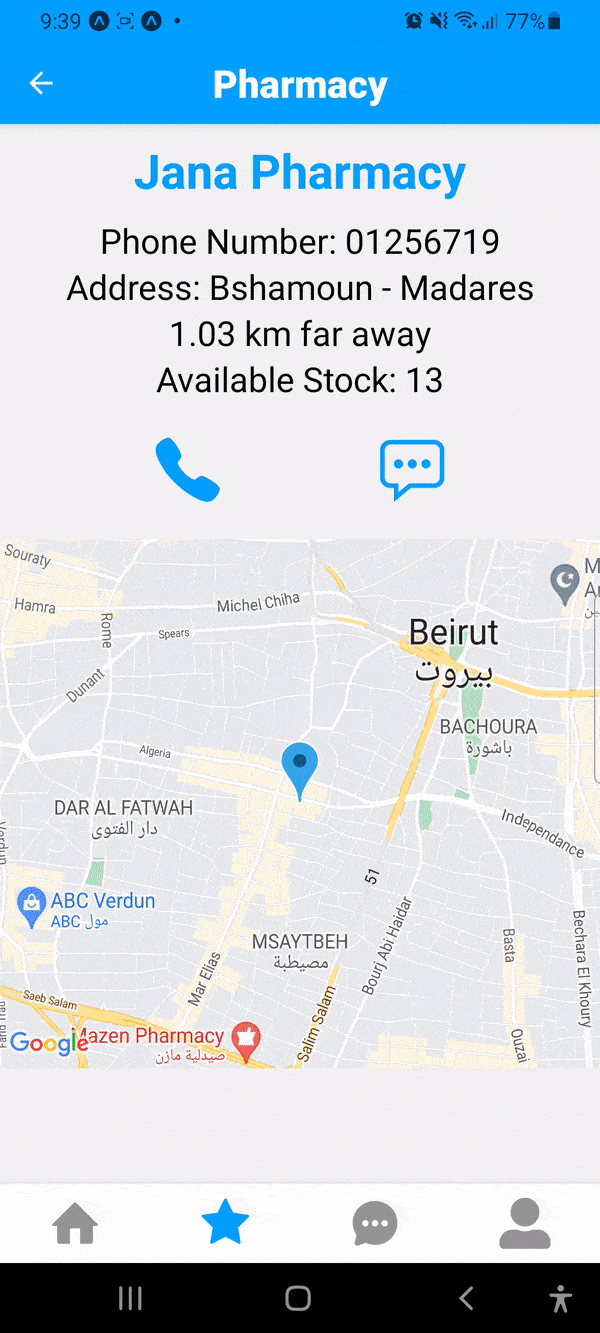 9:39
77%
Pharmacy
Jana Pharmacy
Phone Number: 01256719
Address: Bshamoun - Madares
1.03 km far away
Available Stock: 13
Souraty
Hamra
Rome
Michel Chiha
Spears
Dunant
Beirut
بيروت
BACHOURA
باشورة
Algeria
DAR AL FATWAH
دار الفتوى
Independance
51
ABC Verdun
ABC مول
MSAYTBEH
مصيطبة
Mar Elias
Bourj Abi Haidar
Basta
Bechara El Khoury
Saeb Salam
Salim Salam
Ouzai
Mazen Pharmacy
صيدلية مازن
Google